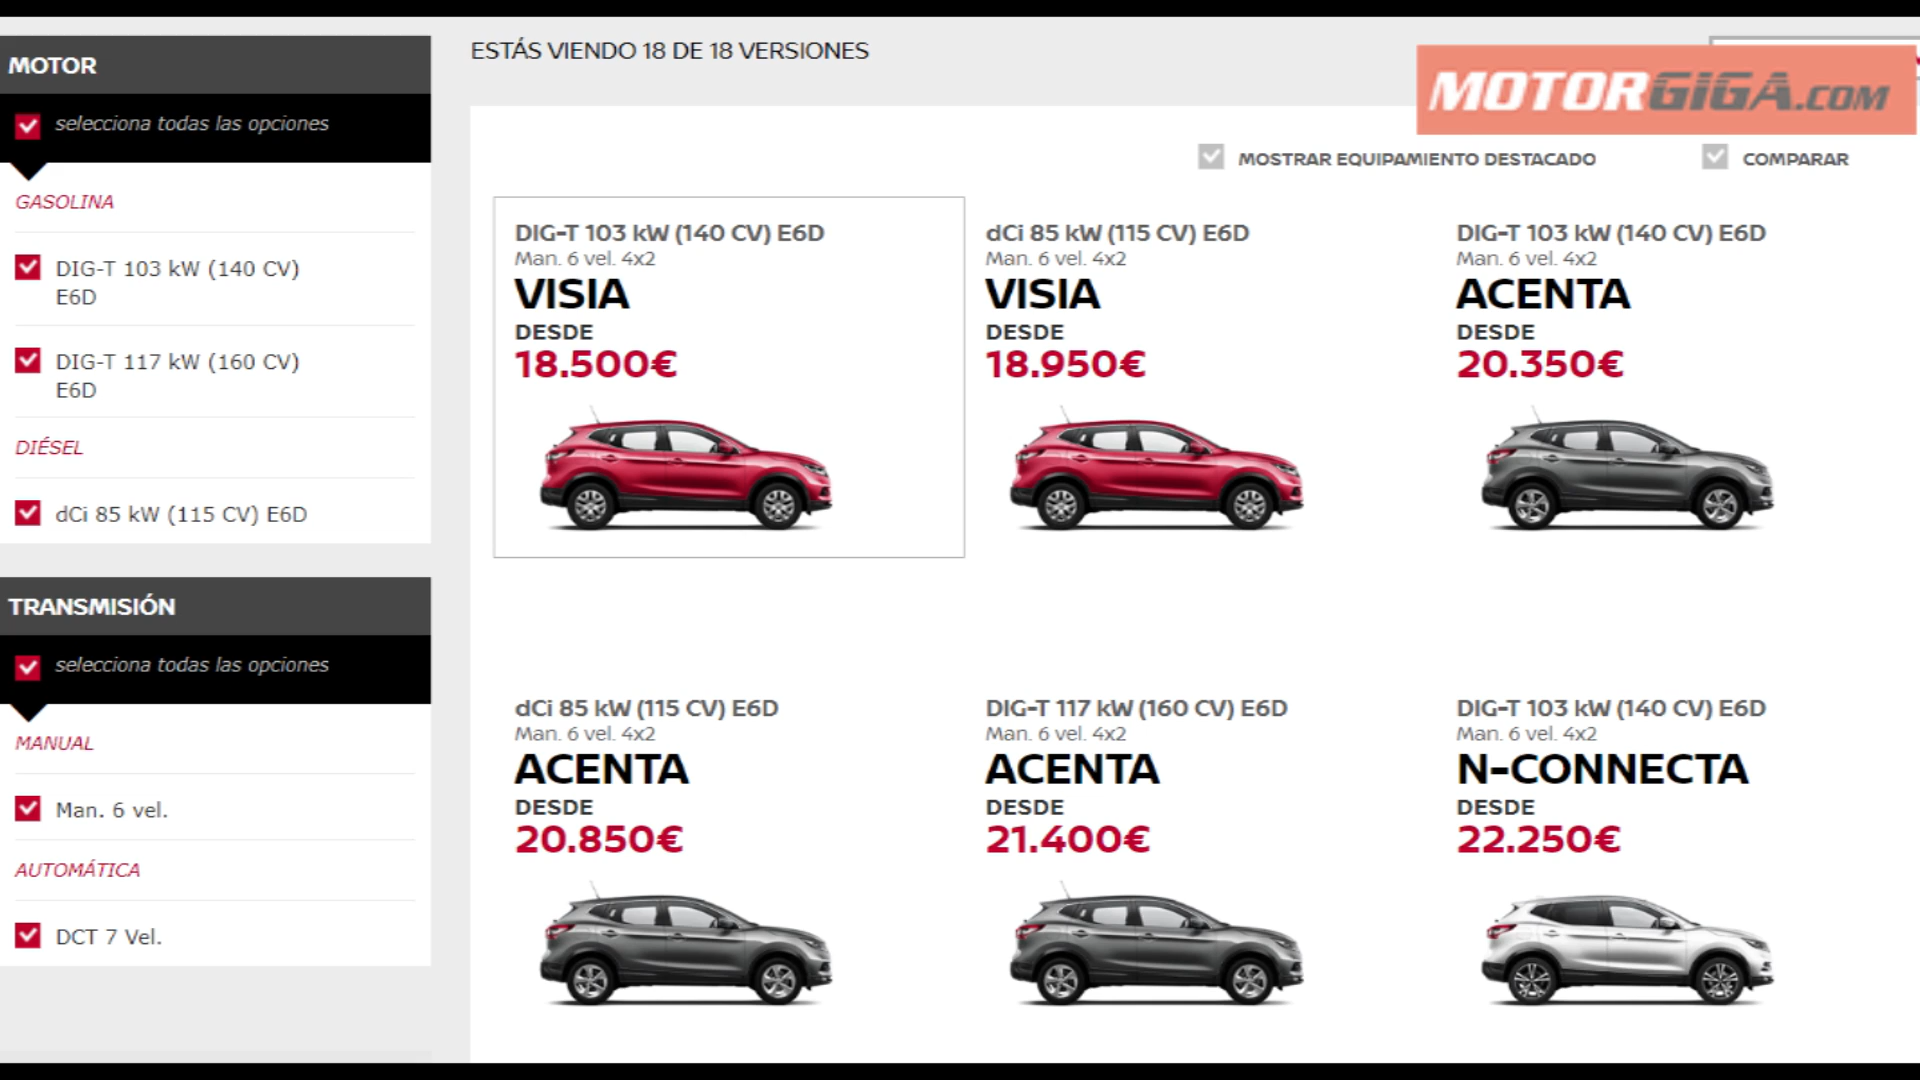 MOTOR
selecciona todas las opciones
GASOLINA
DIG-T 103 kW (140 CV)
E6D
DIG-T 117 kW (160 CV)
E6D
DIÉSEL
dCi 85 kW (115 CV) E6D
TRANSMISIÓN
selecciona todas las opciones
MANUAL
Man. 6 vel.
AUTOMÁTICA
DCT 7 Vel.
ESTÁS VIENDO 18 DE 18 VERSIONES
MOTORGIGA.COM
MOSTRAR EQUIPAMIENTO DESTACADO
COMPARAR
DIG-T 103 kW (140 CV) E6D
Man. 6 vel. 4x2
VISIA
DESDE
18.500€
dCi 85 kW (115 CV) E6D
Man. 6 vel. 4x2
VISIA
DESDE
18.950€
DIG-T 103 kW (140 CV) E6D
Man. 6 vel. 4x2
ACENTA
DESDE
20.350€
dCi 85 kW (115 CV) E6D
Man. 6 vel. 4x2
ACENTA
DESDE
20.850€
DIG-T 117 kW (160 CV) E6D
Man. 6 vel. 4x2
ACENTA
DESDE
21.400€
DIG-T 103 kW (140 CV) E6D
Man. 6 vel. 4x2
N-CONNECTA
DESDE
22.250€